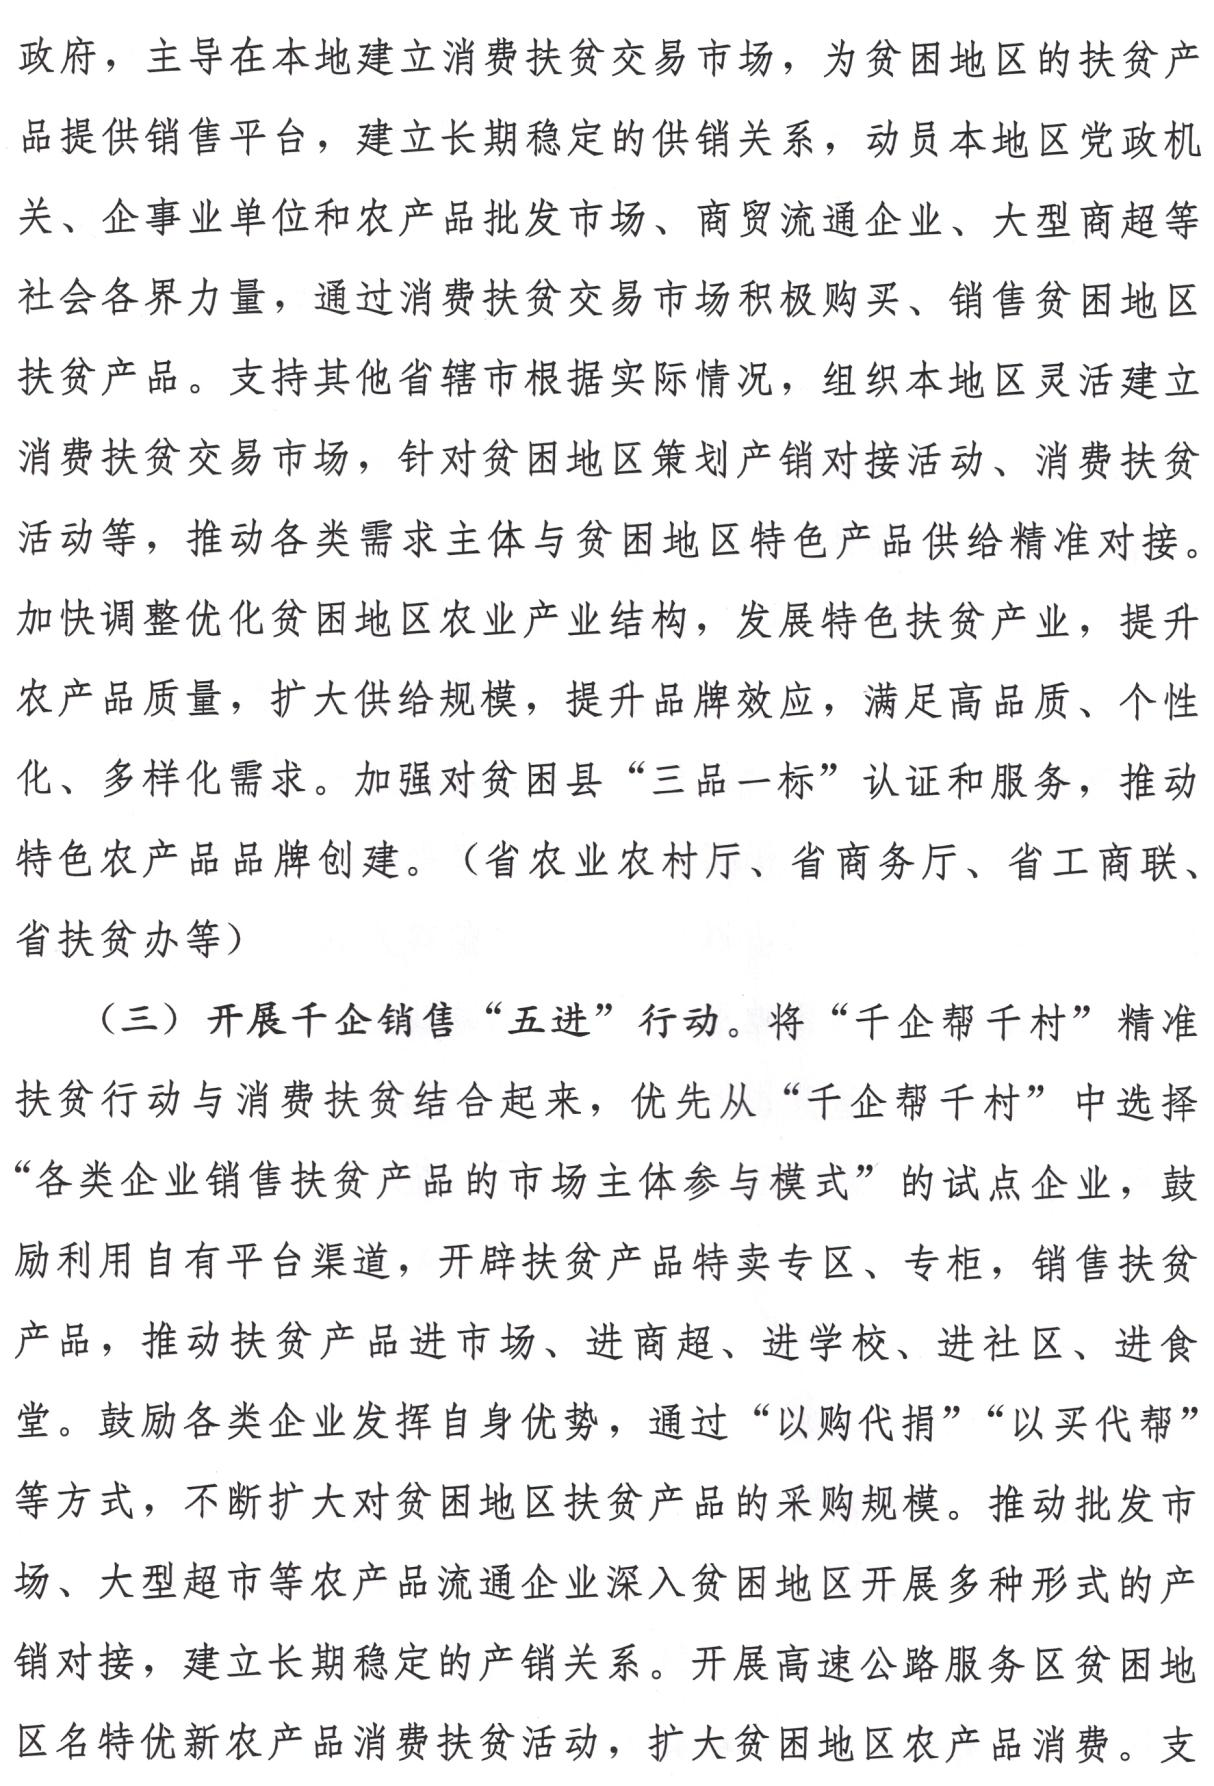 政府，主导在本地建立消费扶贫交易市场，为贫困地区的扶贫产
品提供销售平台，建立长期稳定的供销关系，动员本地区党政机
关、企事业单位和农产品批发市场、商贸流通企业、大型商超等
社会各界力量，通过消费扶贫交易市场积极购买、销售贫困地区
扶贫产品。支持其他省辖市根据实际情况，组织本地区灵活建立
消费扶贫交易市场，针对贫困地区策划产销对接活动、消费扶贫
活动等，推动各类需求主体与贫困地区特色产品供给精准对接。
加快调整优化贫困地区农业产业结构，发展特色扶贫产业，提升
农产品质量，扩大供给规模，提升品牌效应，满足高品质、个性
化、多样化需求。加强对贫困县“三品一标”认证和服务，推动
特色农产品品牌创建。（省农业农村厅、省商务厅、省工商联、
省扶贫办等）
（三）开展千企销售“五进”行动。将“千企帮千村”精准
扶贫行动与消费扶贫结合起来，优先从“千企帮千村”中选择
“各类企业销售扶贫产品的市场主体参与模式”的试点企业，鼓
励利用自有平台渠道，开辟扶贫产品特卖专区、专柜，销售扶贫
产品，推动扶贫产品进市场、进商超、进学校、进社区、进食
堂。鼓励各类企业发挥自身优势，通过“以购代捐”“以买代帮”
等方式，不断扩大对贫困地区扶贫产品的采购规模。推动批发市
场、大型超市等农产品流通企业深入贫困地区开展多种形式的产
销对接，建立长期稳定的产销关系。开展高速公路服务区贫困地
区名特优新农产品消费扶贫活动，扩大贫困地区农产品消费。支